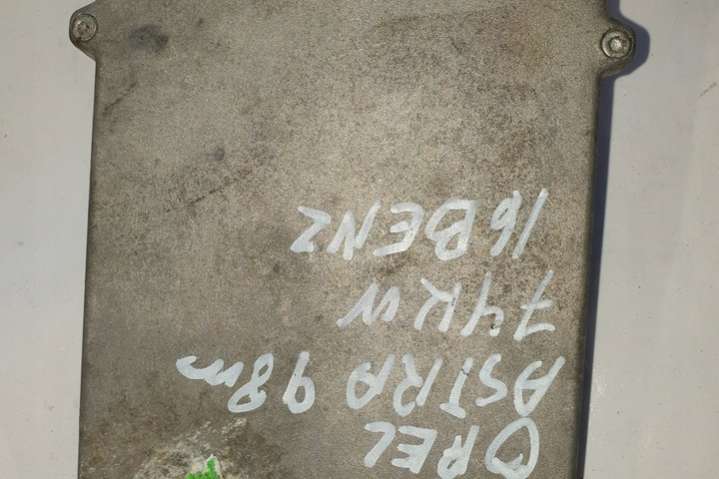 OPEL
ASTRA 98m
74KW
16BENZ